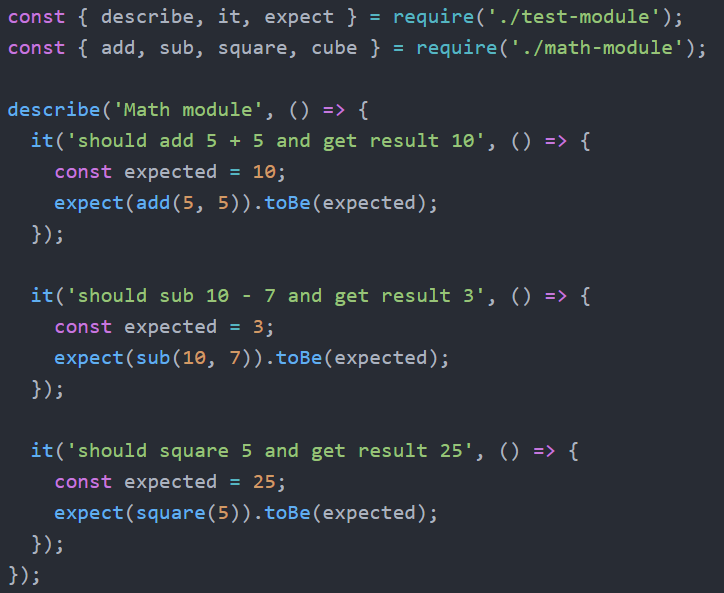 const { describe, it, expect } = require('./test-module');
const { add, sub, square, cube } = require('./math-module');

describe('Math module', () => {
  it('should add 5 + 5 and get result 10', () => {
    const expected = 10;
    expect(add(5, 5)).toBe(expected);
  });

  it('should sub 10 - 7 and get result 3', () => {
    const expected = 3;
    expect(sub(10, 7)).toBe(expected);
  });

  it('should square 5 and get result 25', () => {
    const expected = 25;
    expect(square(5)).toBe(expected);
  });
});